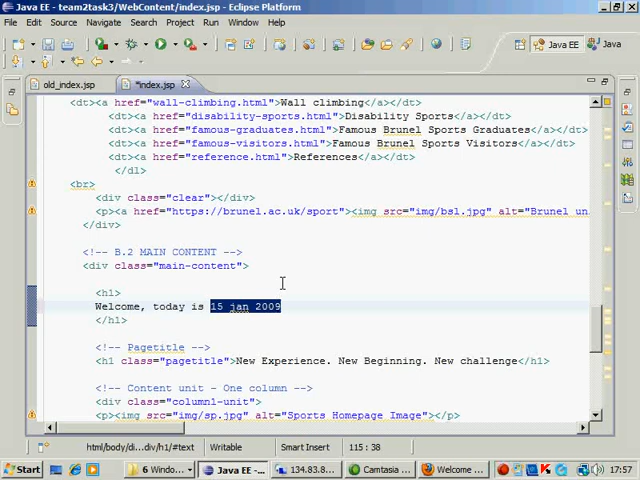 Java EE - team2task3/WebContent/index.jsp - Eclipse Platform
File Edit Source Navigate Search Project Run Window Help
Java EE Java
old_index.jsp *index.jsp
<dt><a href="wall-climbing.html">Wall climbing</a></dt>
<dt><a href="disability-sports.html">Disability Sports</a></dt>
<dt><a href="famous-graduates.html">Famous Brunel Sports Graduates</a></dt>
<dt><a href="famous-visitors.html">Famous Brunel Sports Visitors</a></dt>
<dt><a href="reference.html">References</a></dt>
</dl>
<br>
<div class="clear"></div>
<p><a href="https://brunel.ac.uk/sport"><img src="img/bsl.jpg" alt="Brunel un
</div>
<!-- B.2 MAIN CONTENT -->
<div class="main-content">
<h1>
Welcome, today is 15 jan 2009
</h1>
<!-- Pagetitle -->
<h1 class="pagetitle">New Experience. New Beginning. New challenge</h1>
<!-- Content unit - One column -->
<div class="column1-unit">
<p><img src="img/sp.jpg" alt="Sports Homepage Image"</p>
html/body/di...div/h1/#text Writable Smart Insert 115 : 38
Start 6 Window... Java EE -... 134.83.8... Camtasia ... Welcome ... 17:57